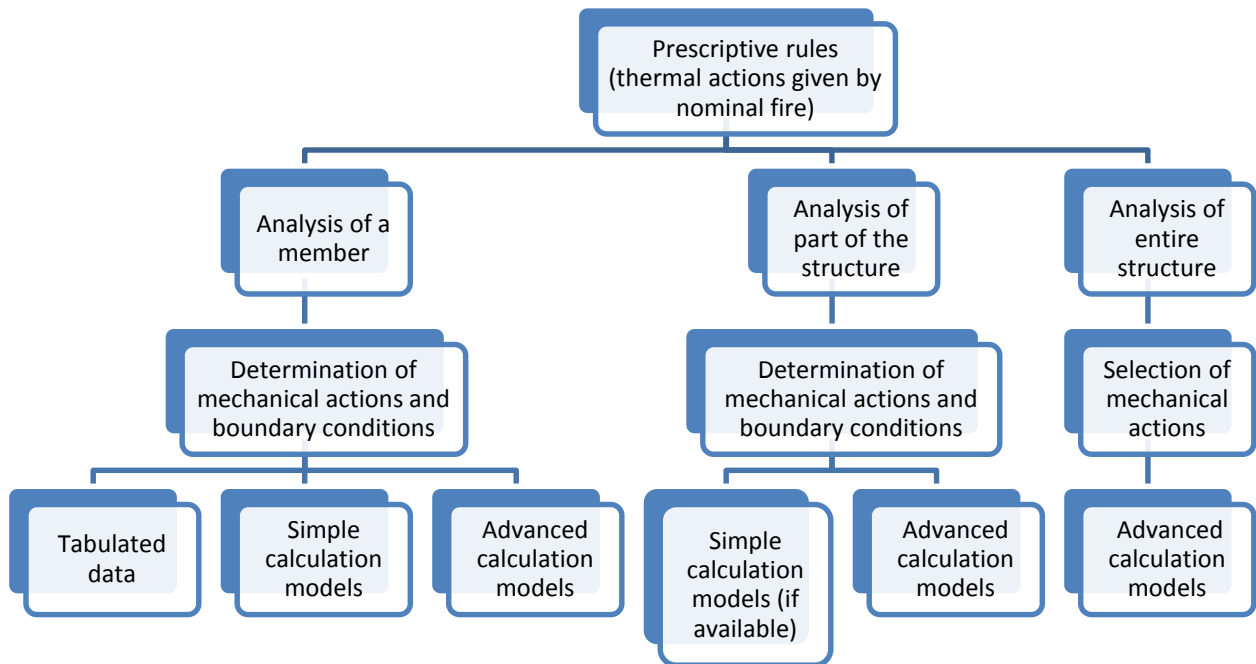 Prescriptive rules
(thermal actions given by
nominal fire)
Analysis of a
member
Analysis of
part of the
structure
Analysis of
entire
structure
Determination of
mechanical actions and
boundary conditions
Determination of
mechanical actions and
boundary conditions
Selection of
mechanical
actions
Tabulated
data
Simple
calculation
models
Advanced
calculation
models
Simple
calculation
models (if
available)
Advanced
calculation
models
Advanced
calculation
models